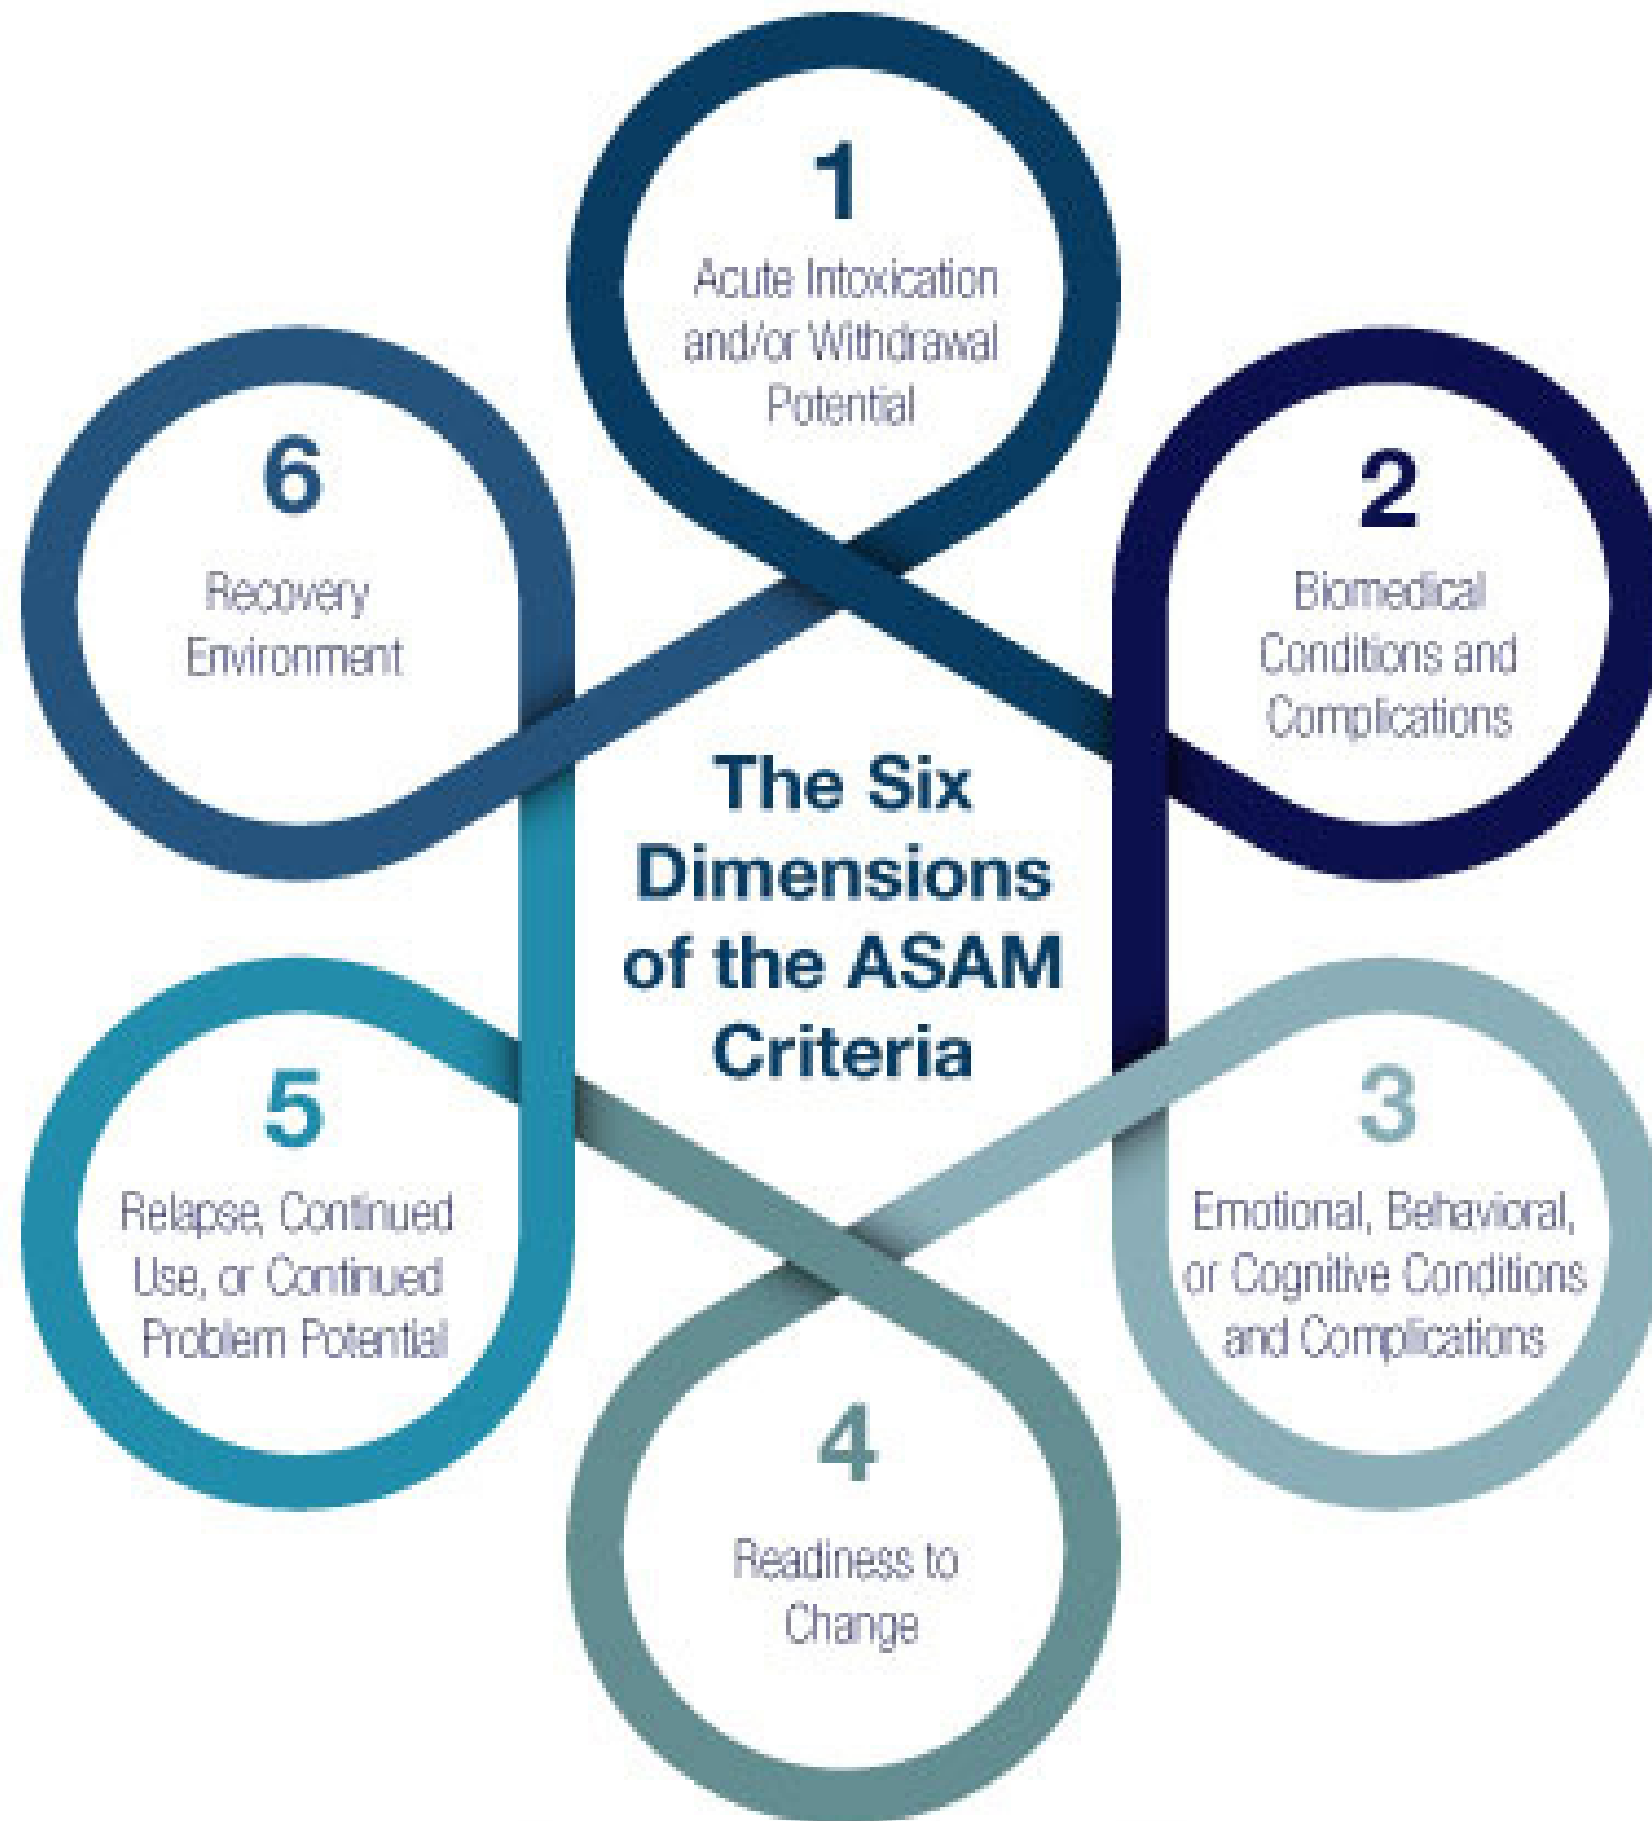 1
Acute Intoxication
and/or Withdrawal
Potential
2
Biomedical
Conditions and
Complications
3
Emotional, Behavioral,
or Cognitive Conditions
and Complications
4
Readiness to
Change
5
Relapse, Continued
Use, or Continued
Problem Potential
6
Recovery
Environment
The Six
Dimensions
of the ASAM
Criteria